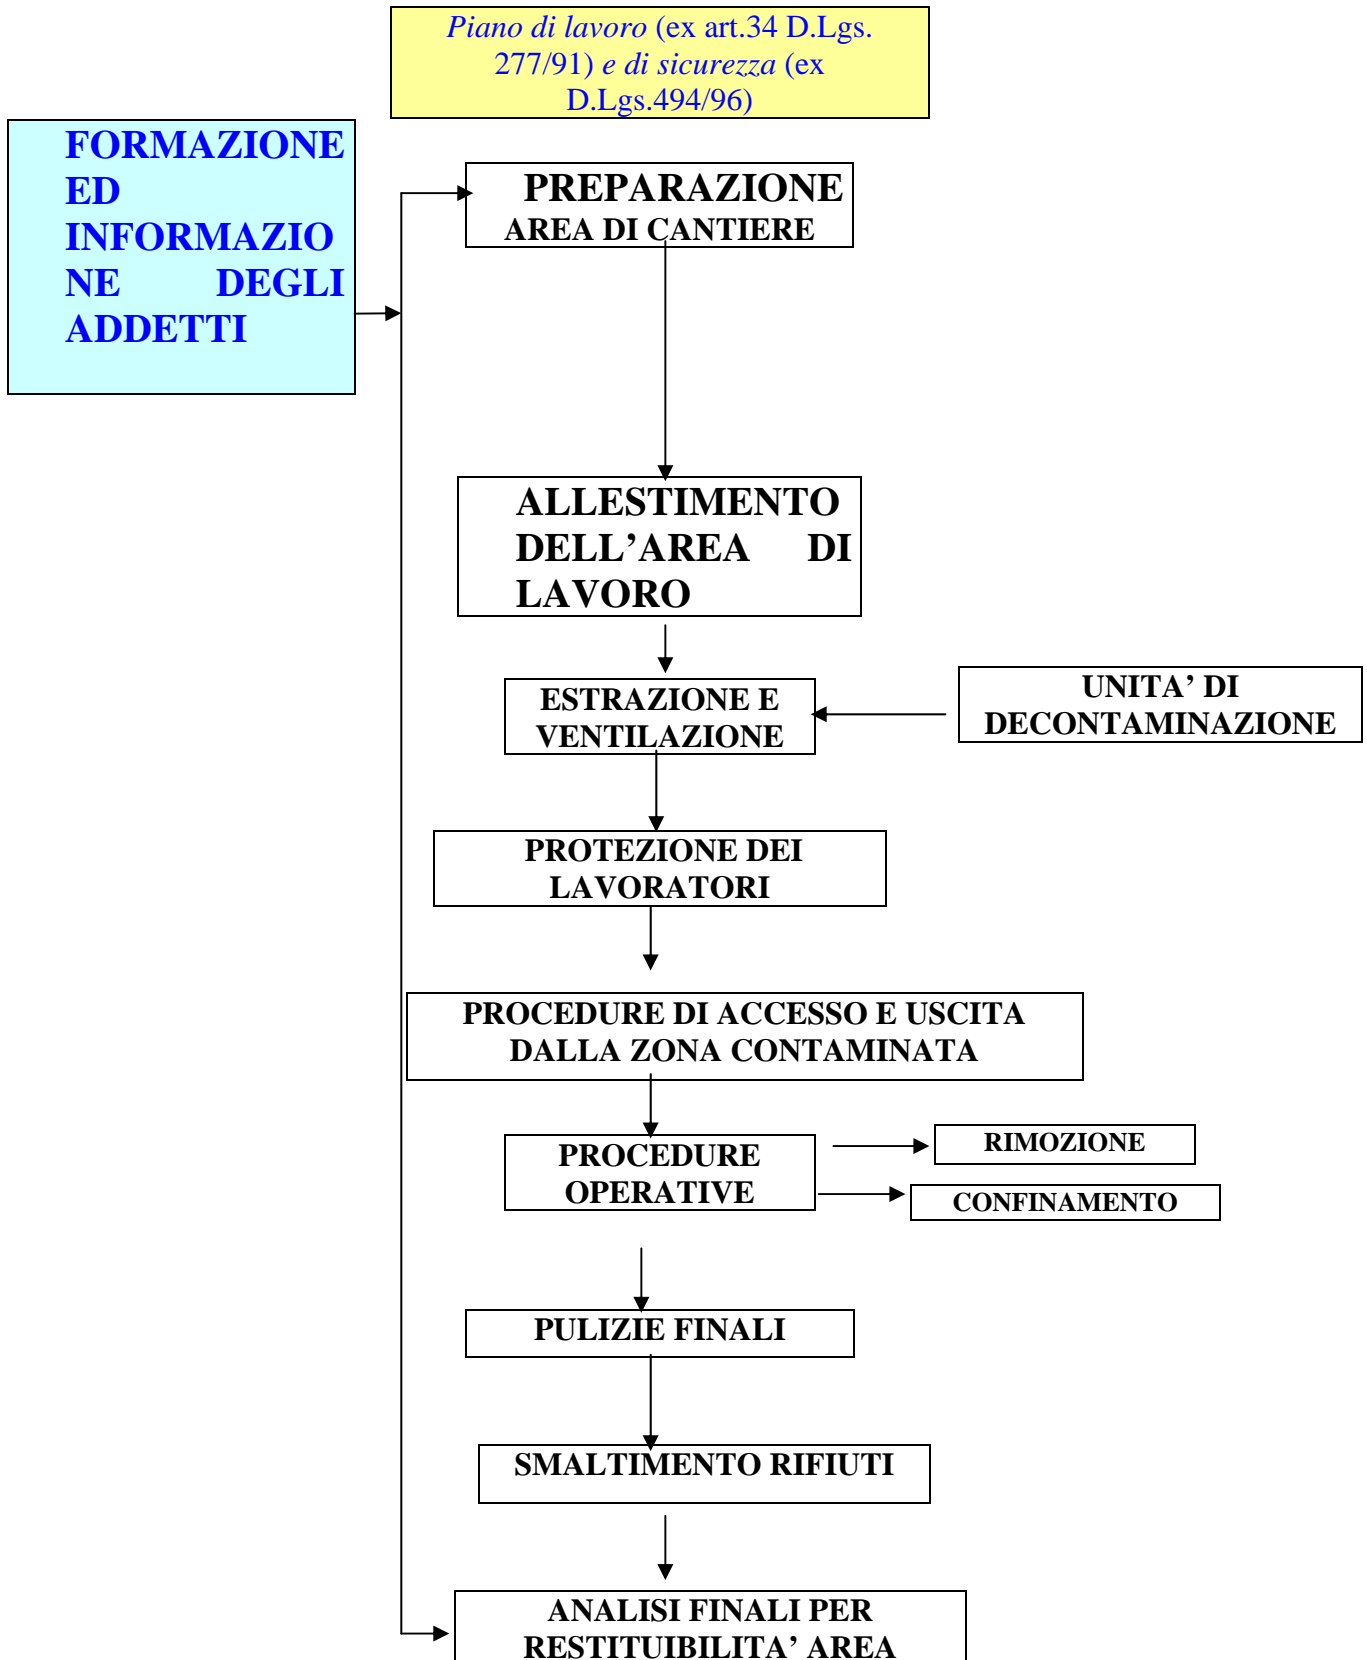 Piano di lavoro (ex art.34 D.Lgs.
277/91) e di sicurezza (ex
D.Lgs.494/96)
FORMAZIONE
ED
INFORMAZIO
NE DEGLI
ADDETTI
PREPARAZIONE
AREA DI CANTIERE
ALLESTIMENTO
DELL’AREA DI
LAVORO
ESTRAZIONE E
VENTILAZIONE
UNITA’ DI
DECONTAMINAZIONE
PROTEZIONE DEI
LAVORATORI
PROCEDURE DI ACCESSO E USCITA
DALLA ZONA CONTAMINATA
PROCEDURE
OPERATIVE
RIMOZIONE
CONFINAMENTO
PULIZIE FINALI
SMALTIMENTO RIFIUTI
ANALISI FINALI PER
RESTITUIBILITA’ AREA